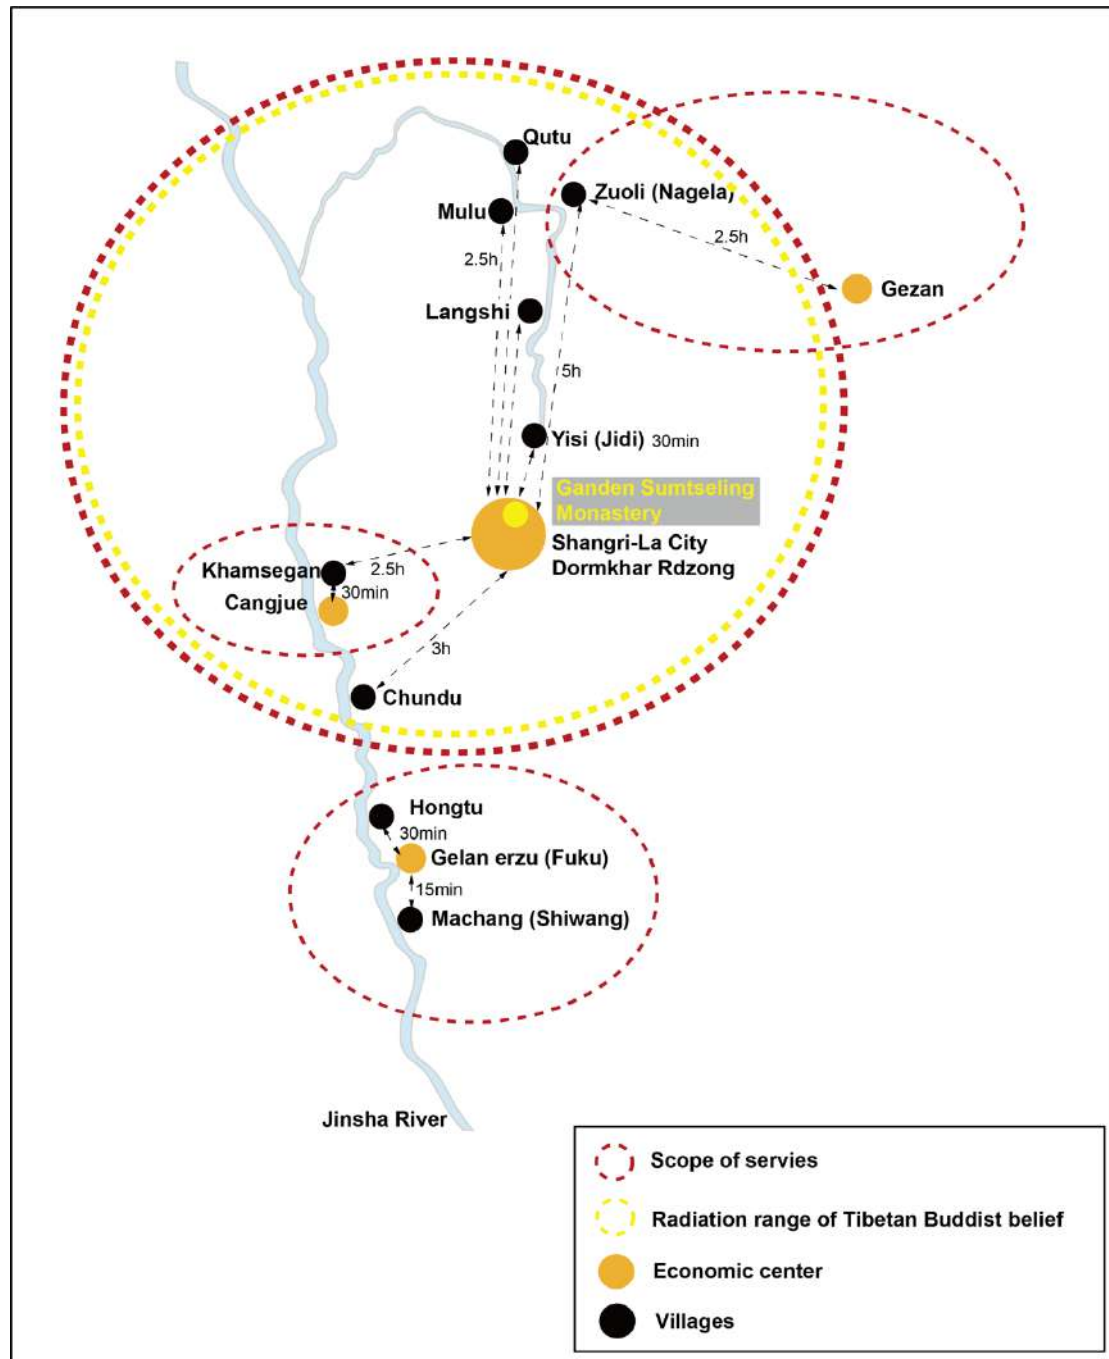 Qutu
Zuoli (Nagela)
Mulu
2.5h
2.5h
Gezan
Langshi
5h
Yisi (Jidi) 30min
Ganden Sumtseling
Monastery
Shangri-La City
Dormkhar Rdzong
Khamsegan
2.5h
30min
Cangjue
3h
Chundu
Hongtu
30min
Gelan erzu (Fuku)
15min
Machang (Shiwang)
Jinsha River
Scope of servies
Radiation range of Tibetan Buddist belief
Economic center
Villages